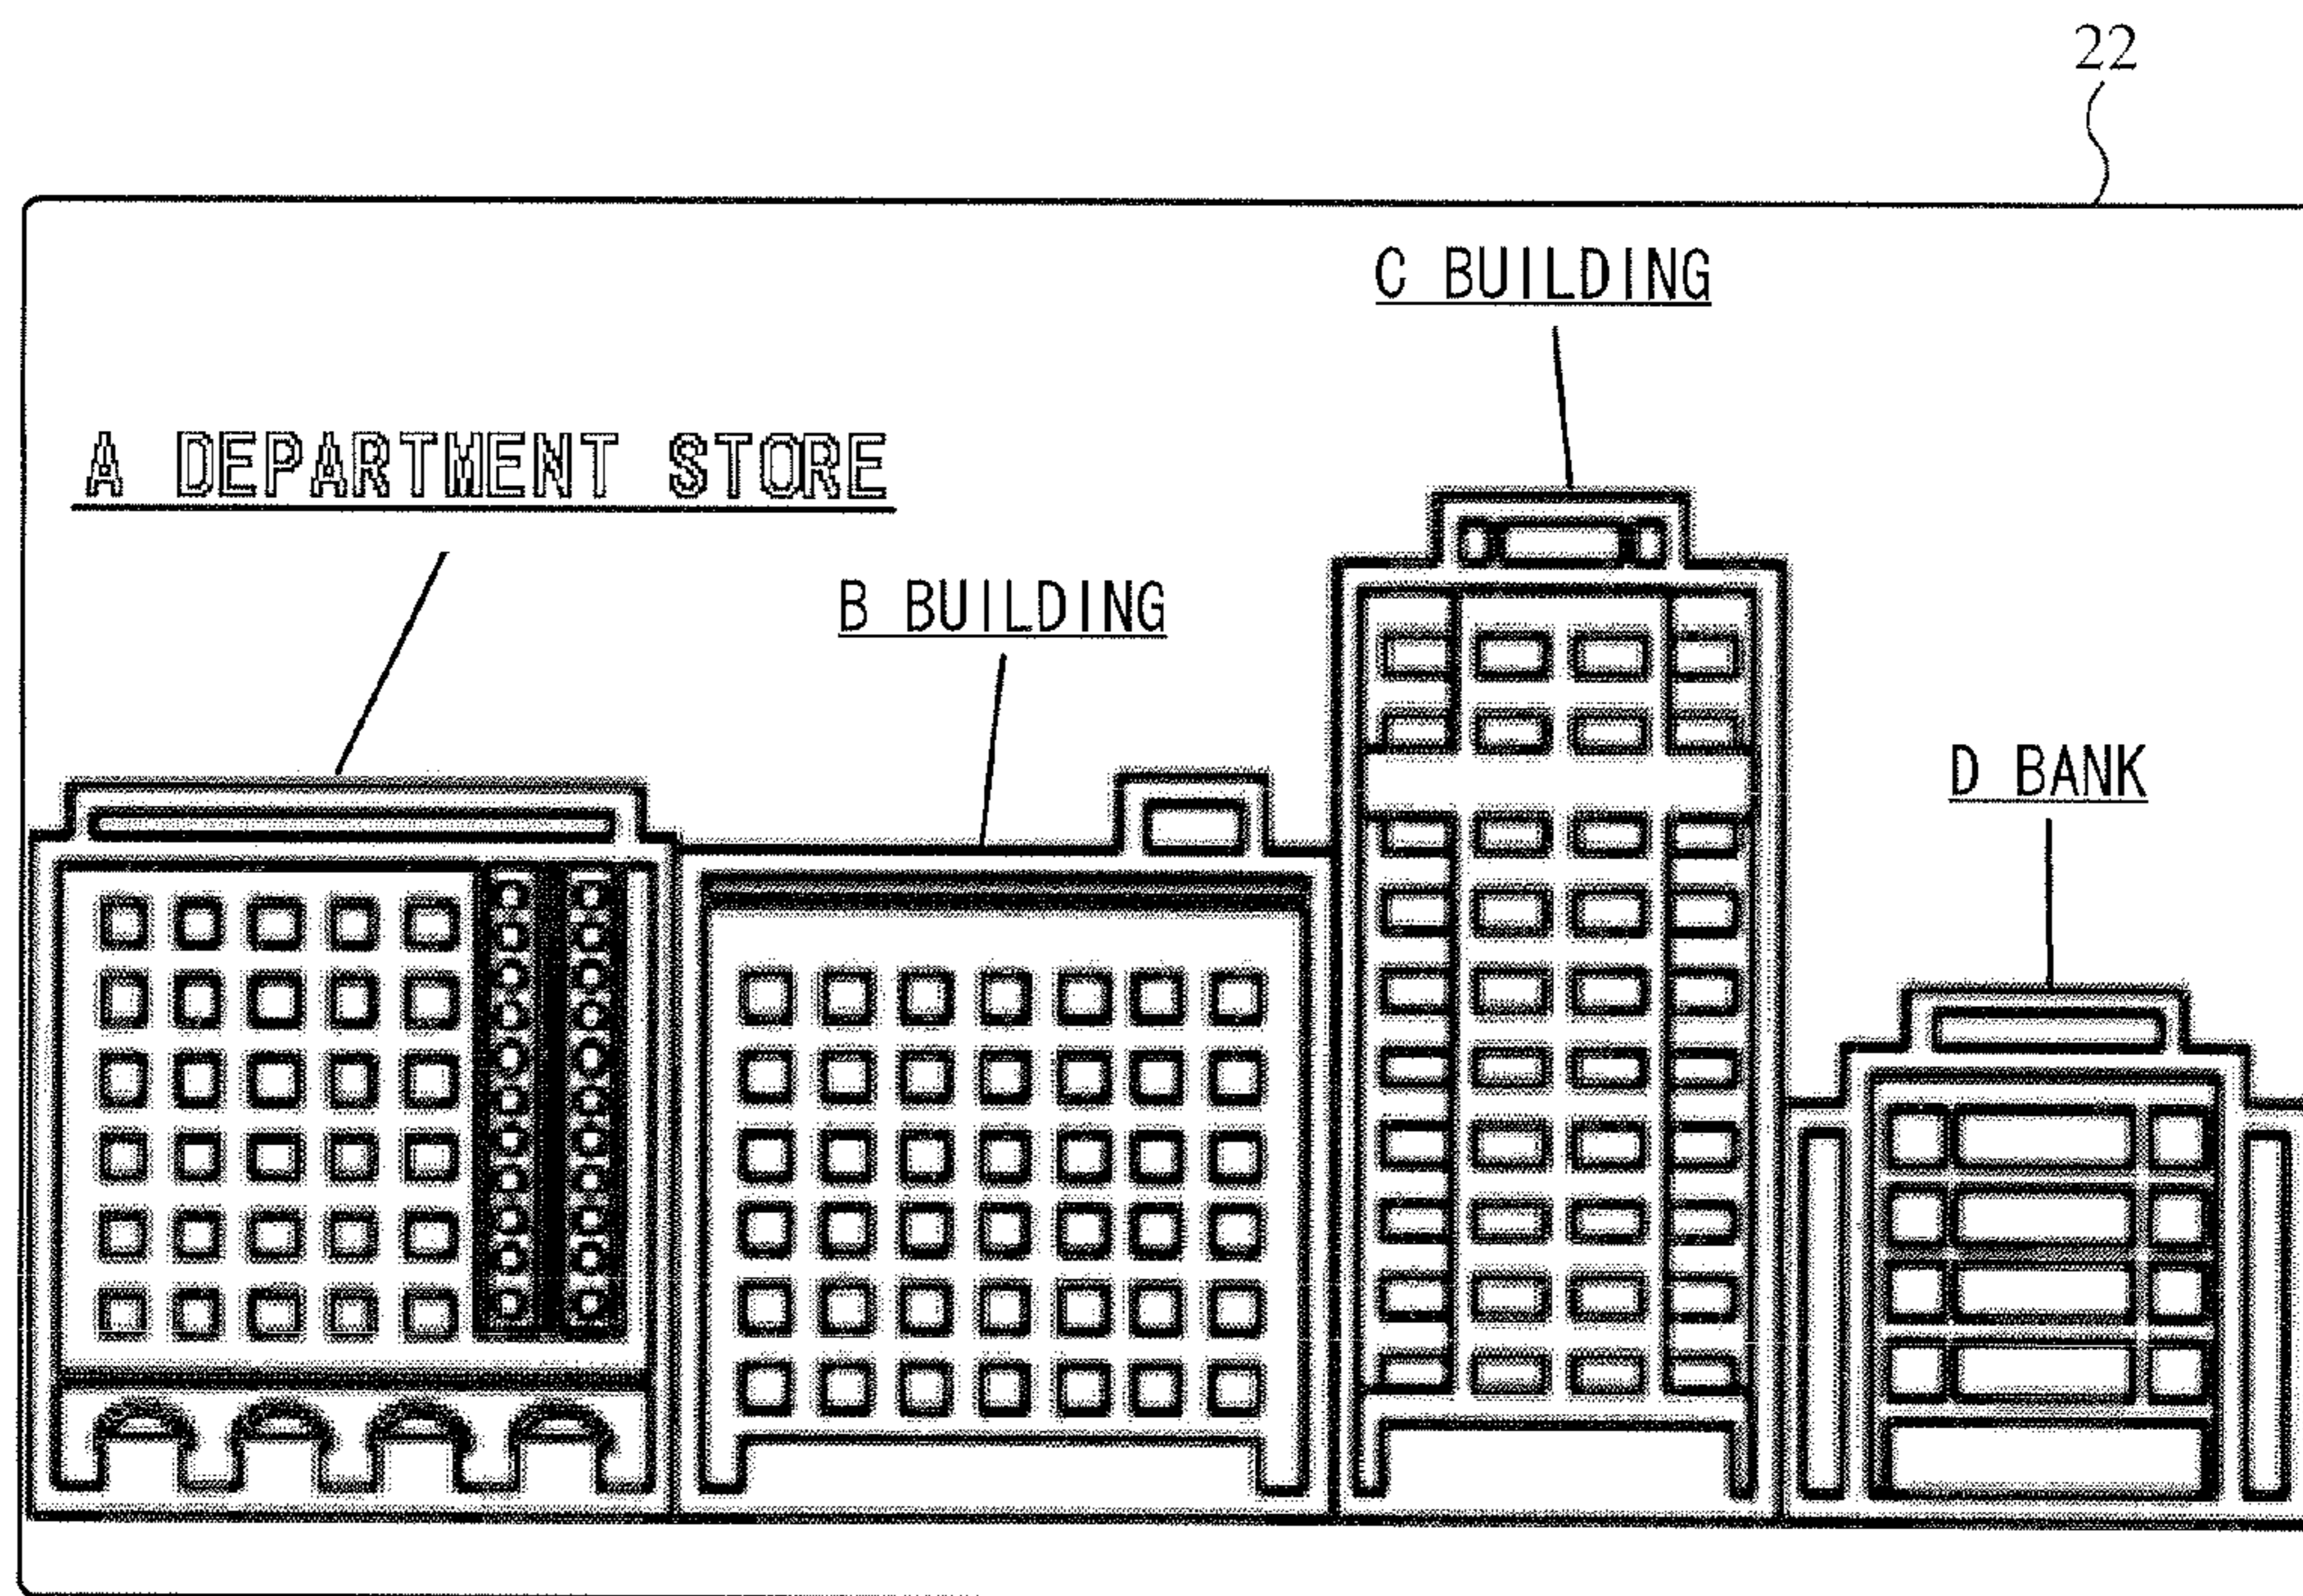 22
C BUILDING
A DEPARTMENT STORE
B BUILDING
D BANK